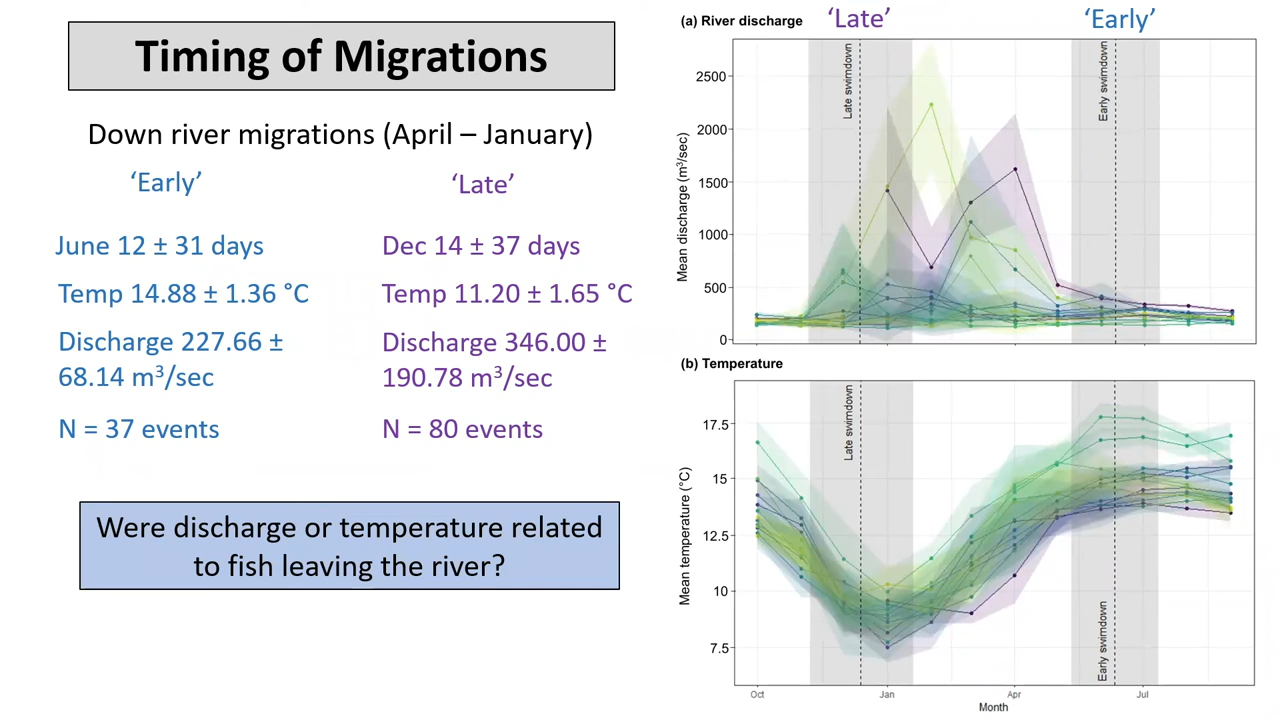 Timing of Migrations
Down river migrations (April – January)
‘Early’
‘Late’
June 12 ± 31 days
Dec 14 ± 37 days
Temp 14.88 ± 1.36 °C
Temp 11.20 ± 1.65 °C
Discharge 227.66 ±
68.14 m³/sec
Discharge 346.00 ±
190.78 m³/sec
N = 37 events
N = 80 events
Were discharge or temperature related
to fish leaving the river?
(a) River discharge
‘Late’
‘Early’
Late swimdown
Early swimdown
Mean discharge (m³/sec)
2500
2000
1500
1000
500
0
(b) Temperature
Late swimdown
Early swimdown
Mean temperature (°C)
17.5
15
12.5
10
7.5
Oct
Jan
Apr
Jul
Month